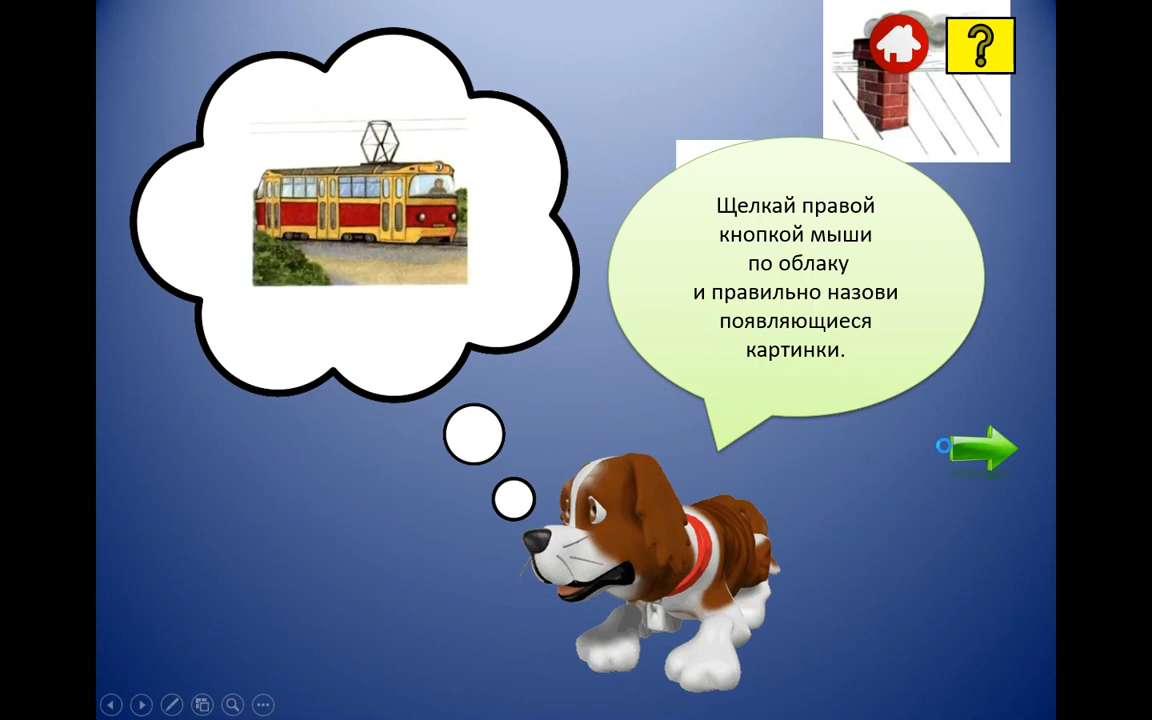 Щелкай правой
кнопкой мыши
по облаку
и правильно назови
появляющиеся
картинки.
?